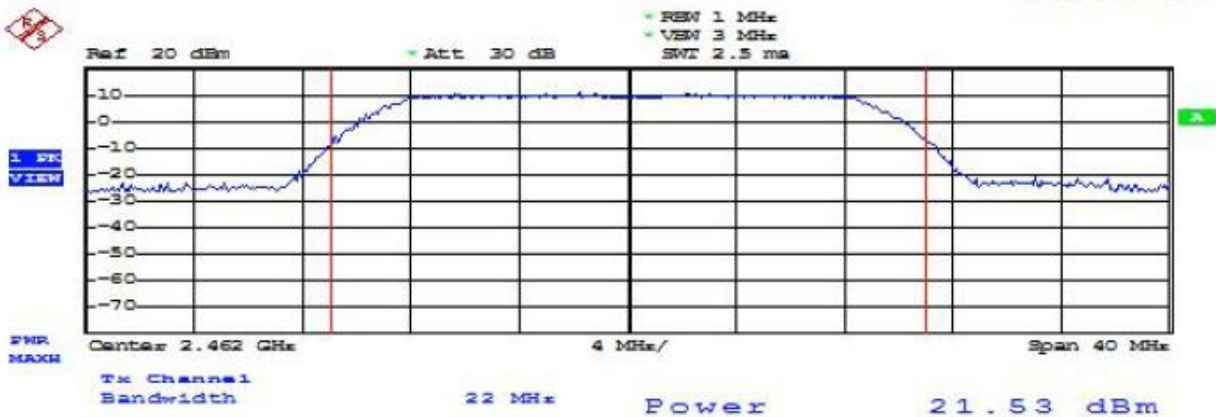 RBW 1 MHz
VBW 3 MHz
Ref 20 dBm Att 30 dB SWT 2.5 ms
10
0
-10
-20
-30
-40
-50
-60
-70
A
1 PK
VIEW
PWR
MAXH
Center 2.462 GHz 4 MHz/ Span 40 MHz
Tx Channel
Bandwidth 22 MHz Power 21.53 dBm